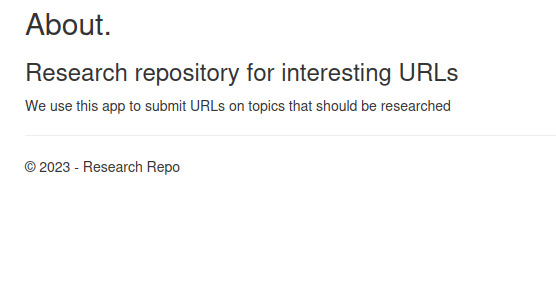 About.
Research repository for interesting URLs
We use this app to submit URLs on topics that should be researched
© 2023 - Research Repo